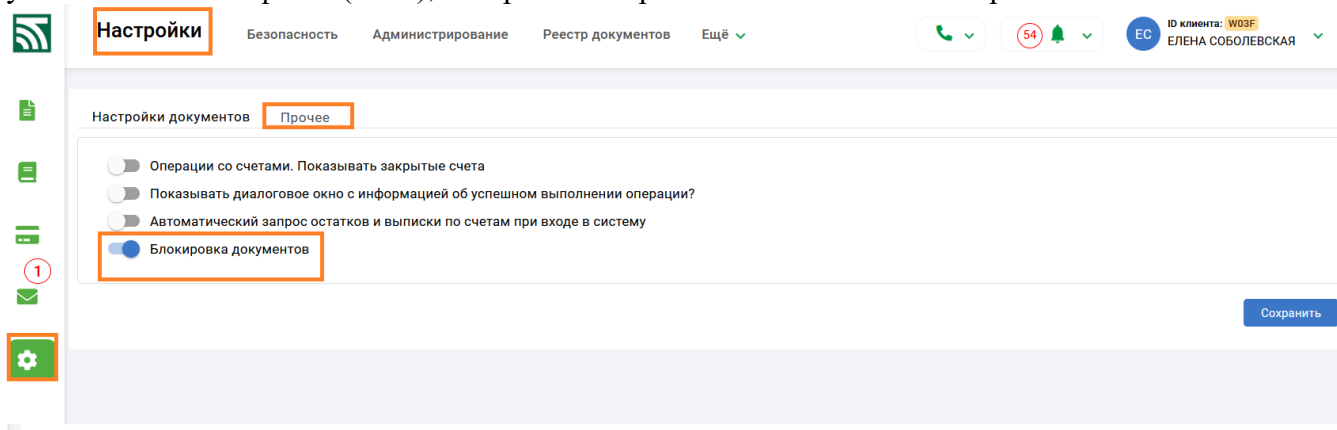 Настройки Безопасность Администрирование Реестр документов Ещё 54 ЕС ID клиента: W03F
ЕЛЕНА СОБОЛЕВСКАЯ
Настройки документов Прочее
Операции со счетами. Показывать закрытые счета
Показывать диалоговое окно с информацией об успешном выполнении операции?
Автоматический запрос остатков и выписки по счетам при входе в систему
Блокировка документов
1
Сохранить